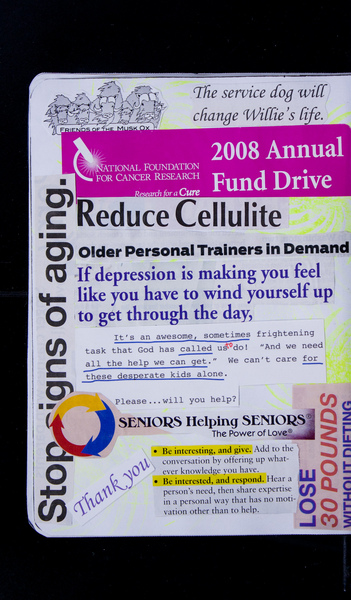 The service dog will
change Willie's life.
FRIENDS OF THE MUSK OX
NATIONAL FOUNDATION
FOR CANCER RESEARCH
Research for a Cure
2008 Annual
Fund Drive
Stop signs of aging.
Reduce Cellulite
Older Personal Trainers in Demand
If depression is making you feel
like you have to wind yourself up
to get through the day,
It's an awesome, sometimes frightening
task that God has called us to do! "And we need
all the help we can get." We can't care for
these desperate kids alone.
Please...will you help?
SENIORS Helping SENIORS®
The Power of Love®
Thank you
• Be interesting, and give. Add to the
conversation by offering up what-
ever knowledge you have.
• Be interested, and respond. Hear a
person's need, then share expertise
in a personal way that has no moti-
vation other than to help.
LOSE
30 POUNDS
WITHOUT DIETING